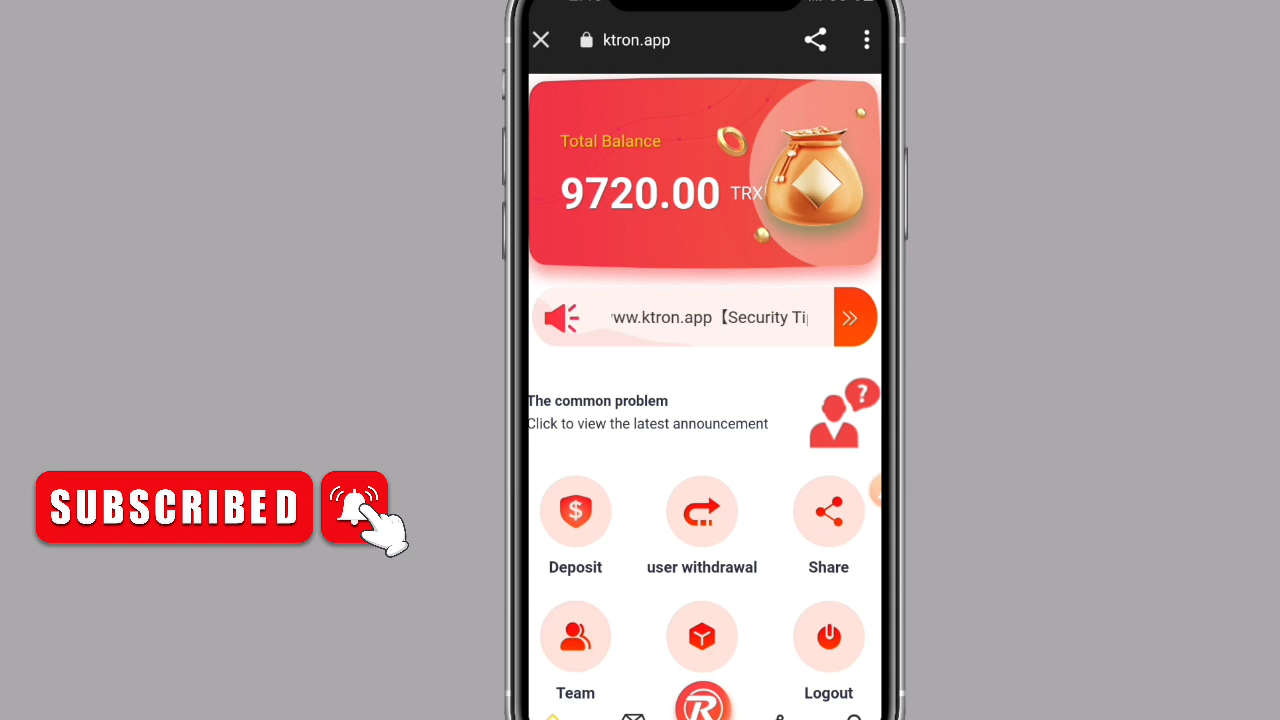 ktron.app
Total Balance
9720.00 TRX
www.ktron.app【Security Ti
The common problem
?
Click to view the latest announcement
$
SUBSCRIBED
Deposit
user withdrawal
Share
Team
Logout
R